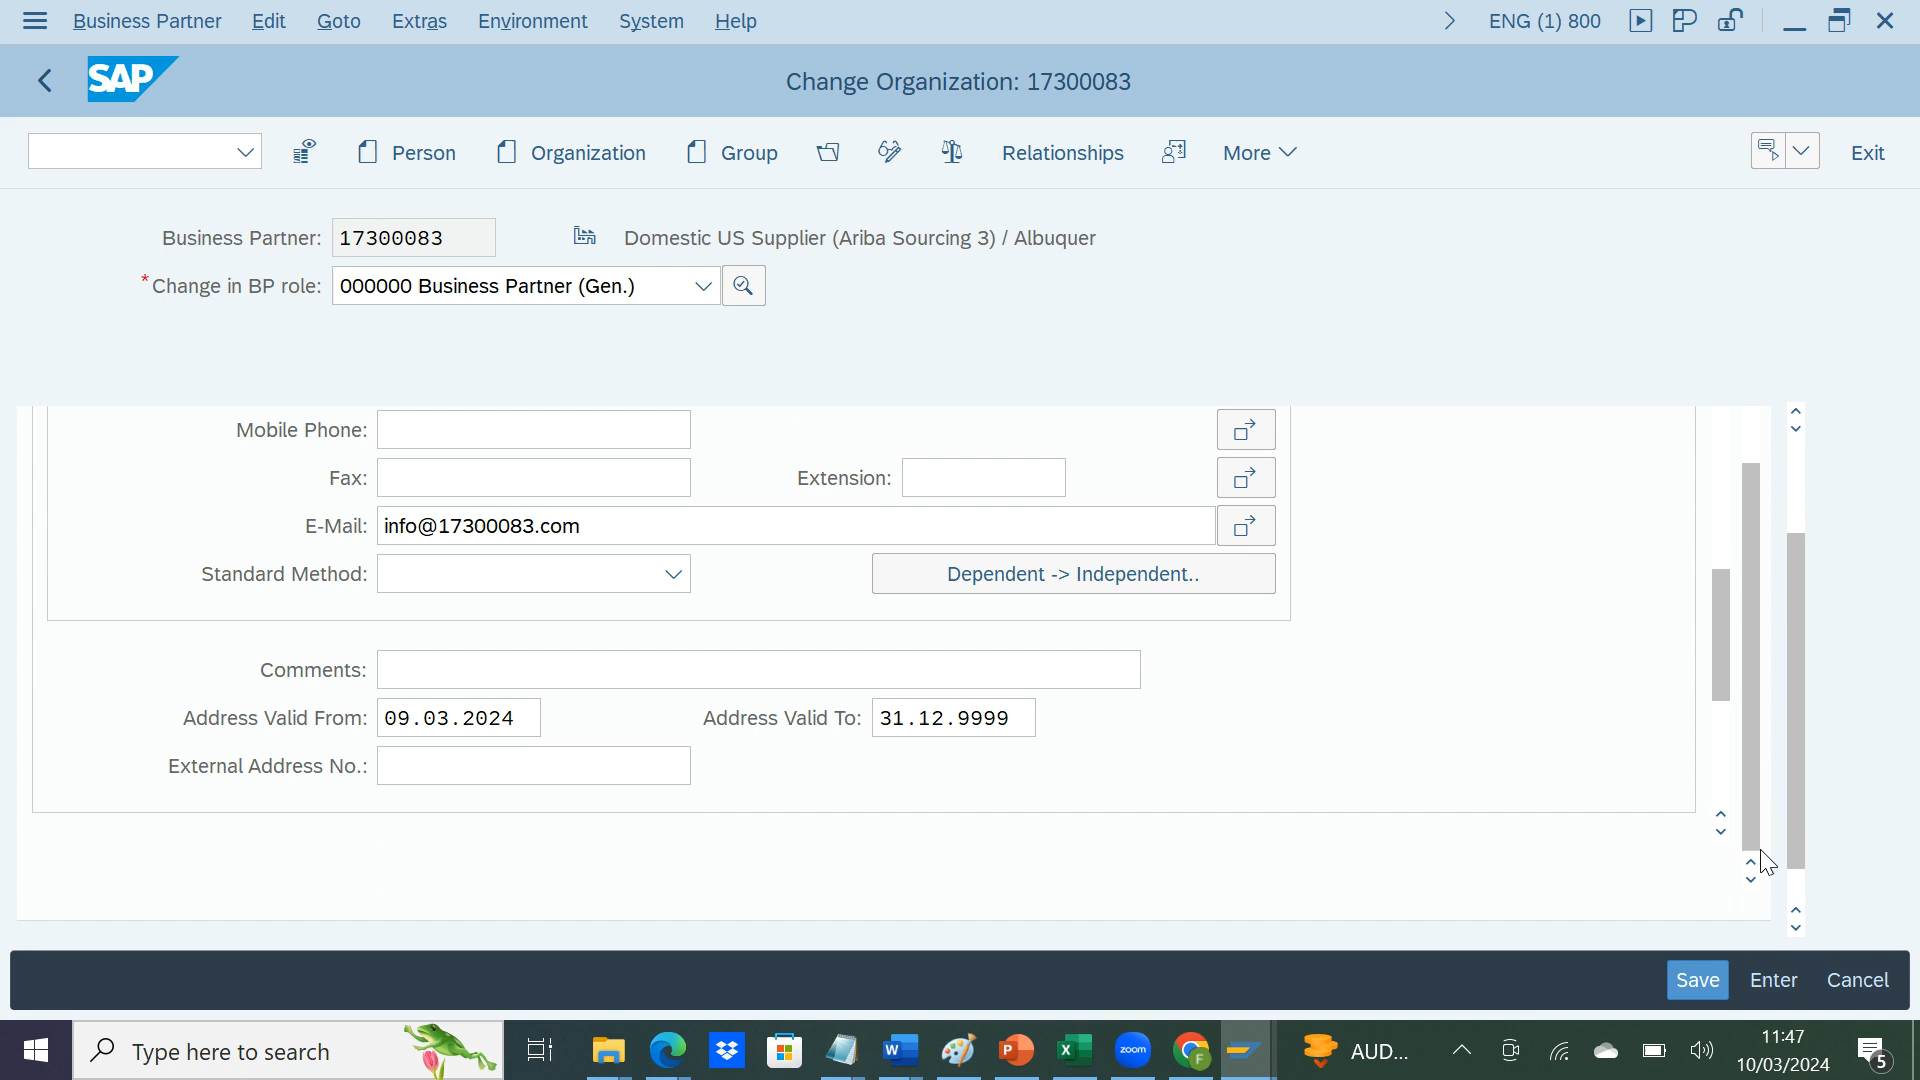 Business Partner Edit Goto Extras Environment System Help ENG (1) 800
SAP Change Organization: 17300083
Person Organization Group Relationships More Exit
Business Partner: 17300083 Domestic US Supplier (Ariba Sourcing 3) / Albuquer
* Change in BP role: 000000 Business Partner (Gen.)
Mobile Phone:
Fax: Extension:
E-Mail: info@17300083.com
Standard Method: Dependent -> Independent..
Comments:
Address Valid From: 09.03.2024 Address Valid To: 31.12.9999
External Address No.:
Save Enter Cancel
Type here to search zoom AUD... 11:47
10/03/2024 5